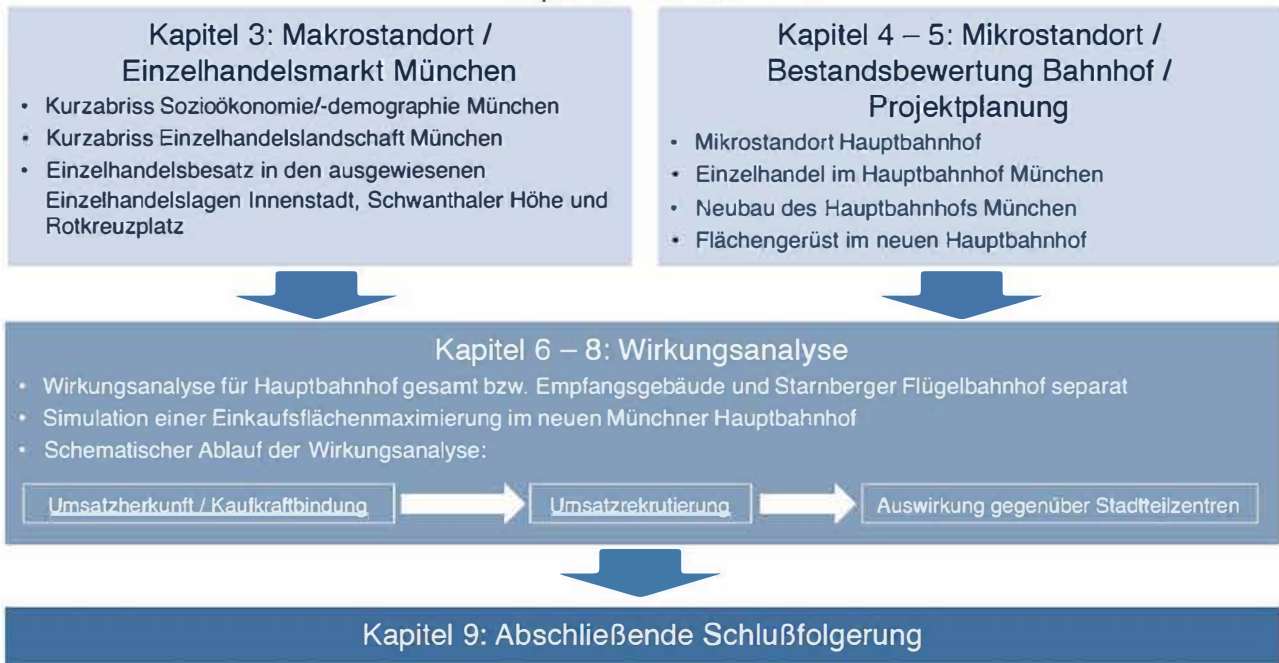 Kapitel 3: Makrostandort /
Einzelhandelsmarkt München
• Kurzabriss Sozioökonomie/-demographie München
• Kurzabriss Einzelhandelslandschaft München
• Einzelhandelsbesatz in den ausgewiesenen
Einzelhandelslagen Innenstadt, Schwanthaler Höhe und
Rotkreuzplatz
Kapitel 4 – 5: Mikrostandort /
Bestandsbewertung Bahnhof /
Projektplanung
• Mikrostandort Hauptbahnhof
• Einzelhandel im Hauptbahnhof München
• Neubau des Hauptbahnhofs München
• Flächengerüst im neuen Hauptbahnhof
Kapitel 6 – 8: Wirkungsanalyse
• Wirkungsanalyse für Hauptbahnhof gesamt bzw. Empfangsgebäude und Starnberger Flügelbahnhof separat
• Simulation einer Einkaufsflächenmaximierung im neuen Münchner Hauptbahnhof
• Schematischer Ablauf der Wirkungsanalyse:
Umsatzherkunft / Kaufkraftbindung
Umsatzrekrutierung
Auswirkung gegenüber Stadtteilzentren
Kapitel 9: Abschließende Schlußfolgerung